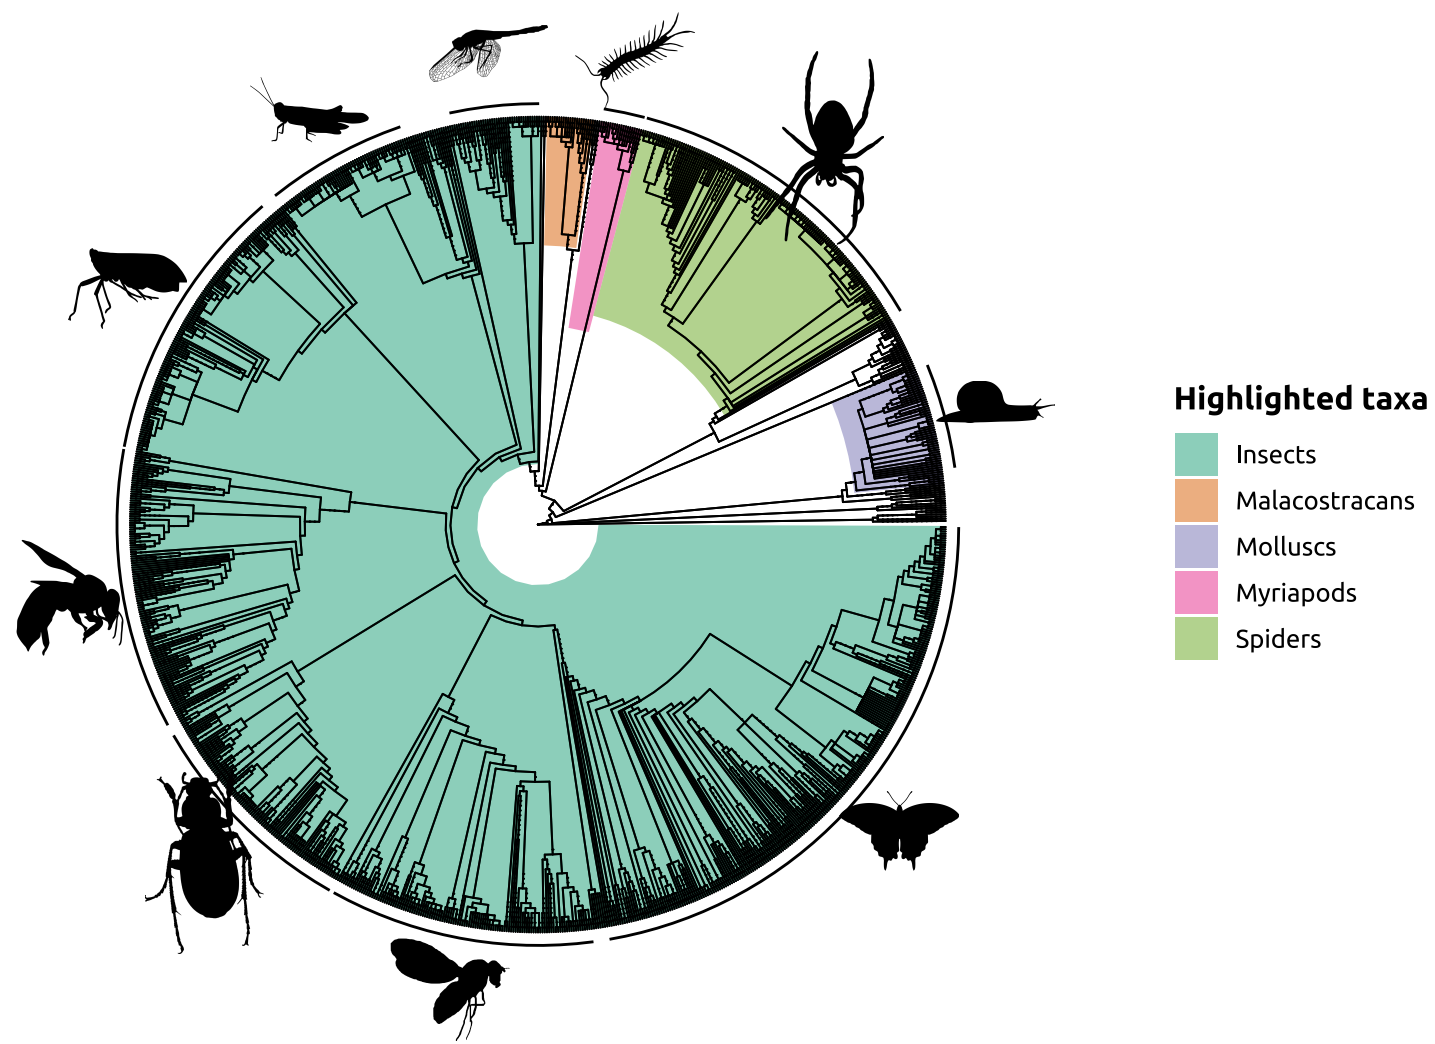 Highlighted taxa
Insects
Malacostracans
Molluscs
Myriapods
Spiders